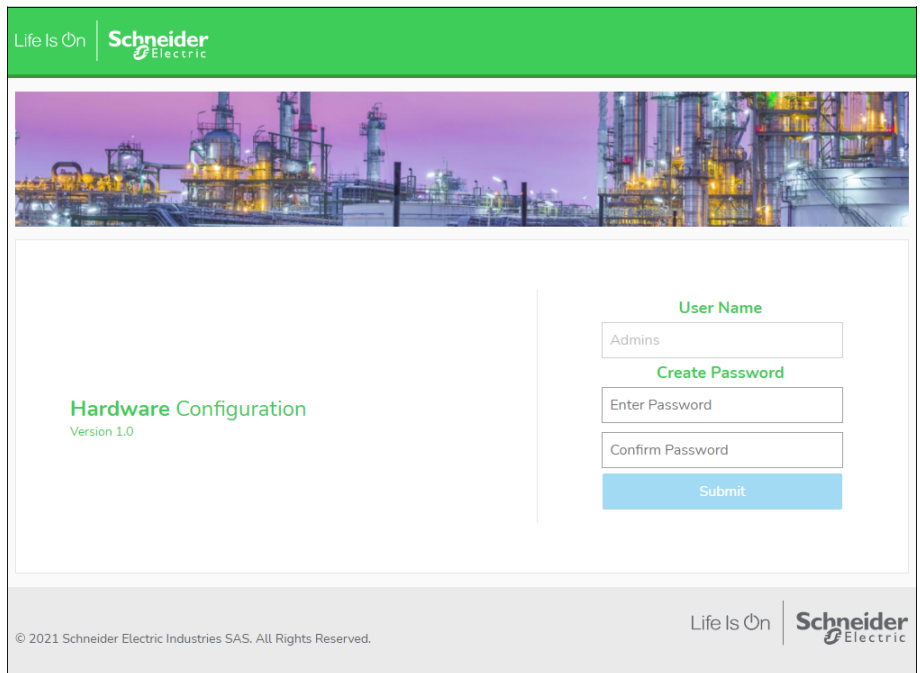 Life Is On
Schneider
Electric
User Name
Admins
Create Password
Enter Password
Hardware Configuration
Version 1.0
Confirm Password
Submit
© 2021 Schneider Electric Industries SAS. All Rights Reserved.
Life Is On
Schneider
Electric